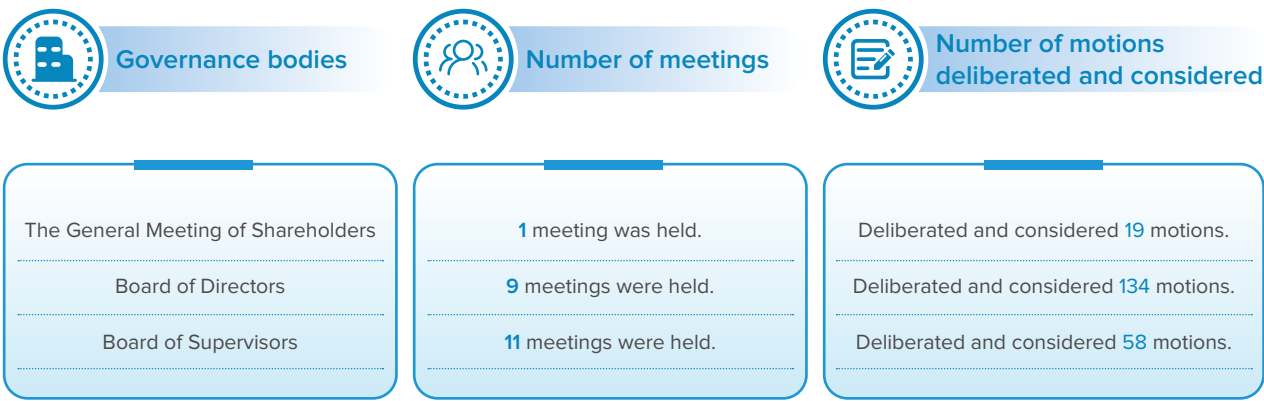 Governance bodies
Number of meetings
Number of motions
deliberated and considered
The General Meeting of Shareholders
1 meeting was held.
Deliberated and considered 19 motions.
Board of Directors
9 meetings were held.
Deliberated and considered 134 motions.
Board of Supervisors
11 meetings were held.
Deliberated and considered 58 motions.